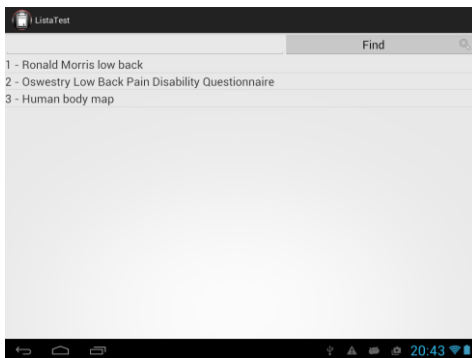 ListaTest
Find
1 - Ronald Morris low back
2 - Oswestry Low Back Pain Disability Questionnaire
3 - Human body map
20:43